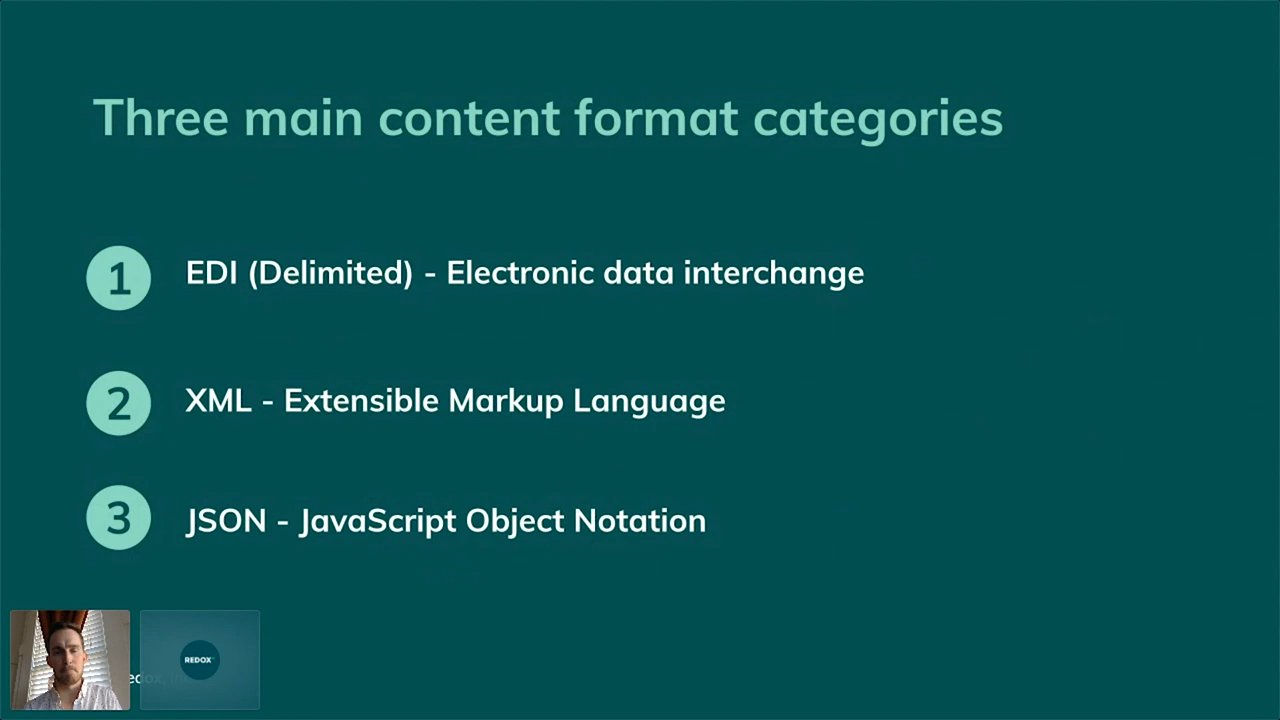 Three main content format categories
1 EDI (Delimited) - Electronic data interchange
2 XML - Extensible Markup Language
3 JSON - JavaScript Object Notation
REDOX